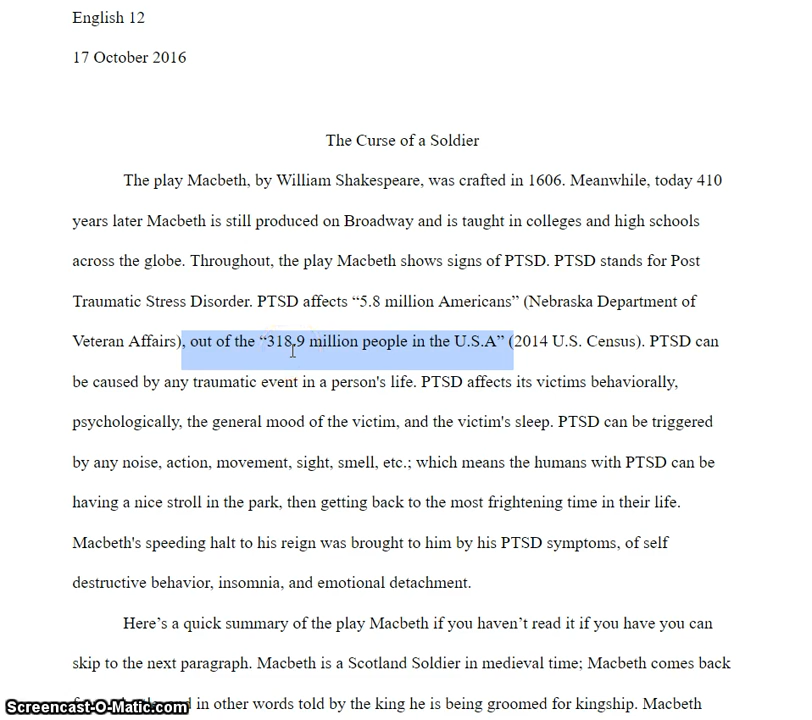 English 12
17 October 2016
The Curse of a Soldier
The play Macbeth, by William Shakespeare, was crafted in 1606. Meanwhile, today 410
years later Macbeth is still produced on Broadway and is taught in colleges and high schools
across the globe. Throughout, the play Macbeth shows signs of PTSD. PTSD stands for Post
Traumatic Stress Disorder. PTSD affects “5.8 million Americans” (Nebraska Department of
Veteran Affairs), out of the “318.9 million people in the U.S.A” (2014 U.S. Census). PTSD can
be caused by any traumatic event in a person's life. PTSD affects its victims behaviorally,
psychologically, the general mood of the victim, and the victim's sleep. PTSD can be triggered
by any noise, action, movement, sight, smell, etc.; which means the humans with PTSD can be
having a nice stroll in the park, then getting back to the most frightening time in their life.
Macbeth's speeding halt to his reign was brought to him by his PTSD symptoms, of self
destructive behavior, insomnia, and emotional detachment.
Here’s a quick summary of the play Macbeth if you haven’t read it if you have you can
skip to the next paragraph. Macbeth is a Scotland Soldier in medieval time; Macbeth comes back
in other words told by the king he is being groomed for kingship. Macbeth
Screencast-O-Matic.com